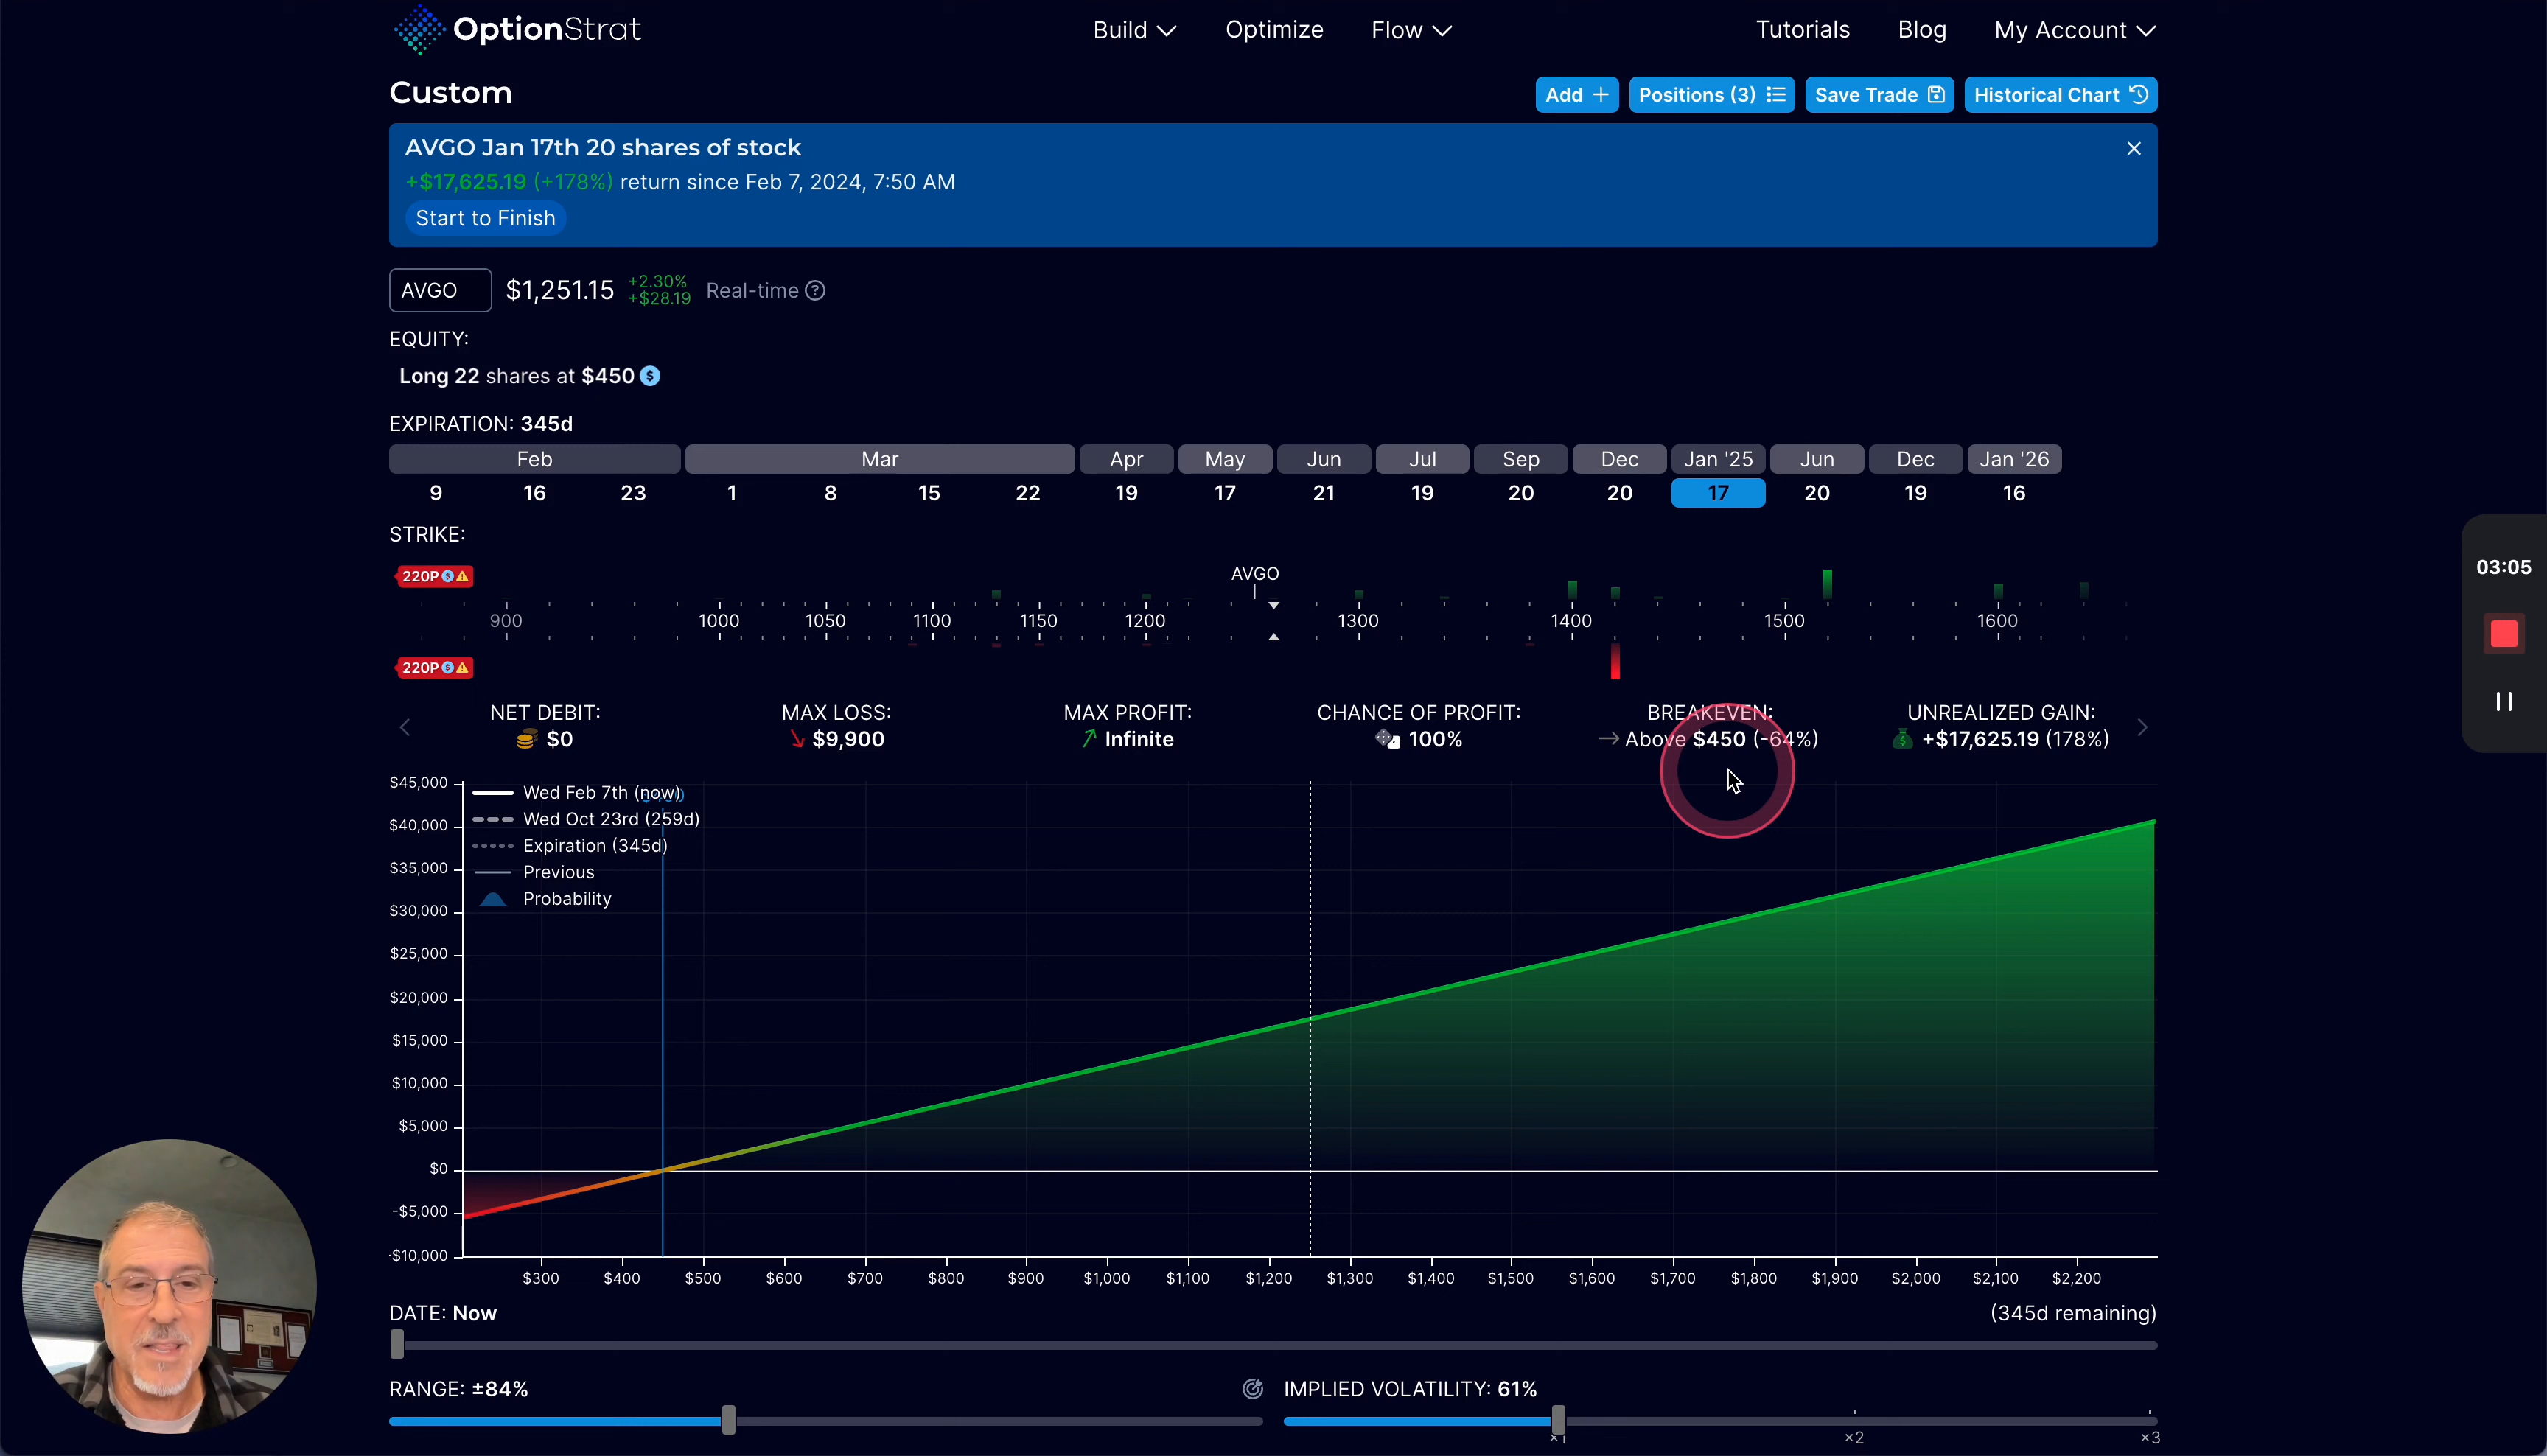 OptionStrat
Build
Optimize
Flow
Tutorials
Blog
My Account
Custom
Add +
Positions (3)
Save Trade
Historical Chart
AVGO Jan 17th 20 shares of stock
+$17,625.19 (+178%) return since Feb 7, 2024, 7:50 AM
Start to Finish
AVGO
$1,251.15
+2.30%
+$28.19
Real-time ?
EQUITY:
Long 22 shares at $450 $
EXPIRATION: 345d
Feb Mar Apr May Jun Jul Sep Dec Jan '25 Jun Dec Jan '26
9 16 23 1 8 15 22 19 17 21 19 20 20 17 20 19 16
STRIKE:
220P $
AVGO
900 1000 1050 1100 1150 1200 1300 1400 1500 1600
220P $
NET DEBIT: MAX LOSS: MAX PROFIT: CHANCE OF PROFIT: BREAKEVEN: UNREALIZED GAIN:
$0 $9,900 Infinite 100% Above $450 (-64%) +$17,625.19 (178%)
$45,000
$40,000
$35,000
$30,000
$25,000
$20,000
$15,000
$10,000
$5,000
$0
-$5,000
-$10,000
Wed Feb 7th (now)
Wed Oct 23rd (259d)
Expiration (345d)
Previous
Probability
$300 $400 $500 $600 $700 $800 $900 $1,000 $1,100 $1,200 $1,300 $1,400 $1,500 $1,600 $1,700 $1,800 $1,900 $2,000 $2,100 $2,200
DATE: Now
(345d remaining)
RANGE: ±84%
IMPLIED VOLATILITY: 61%
×1 ×2 ×3
03:05